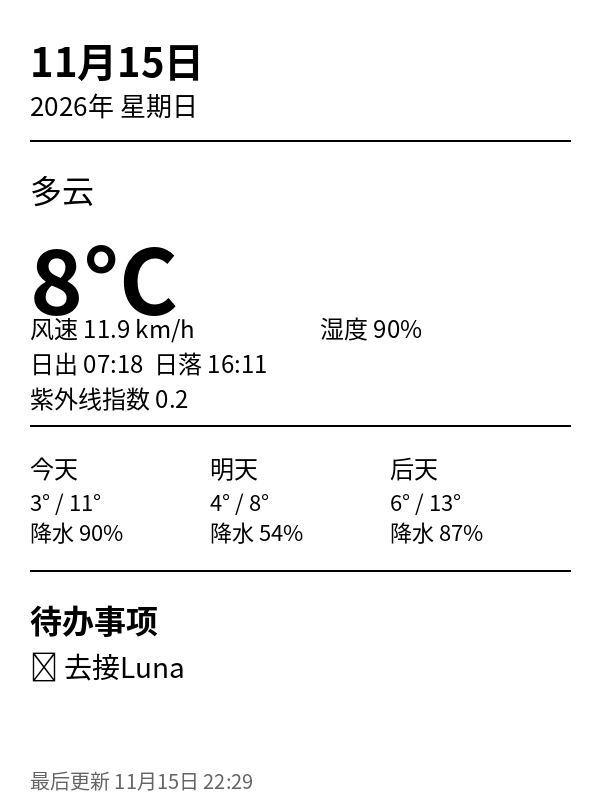 11月15日
2026年 星期日
多云
8°C
风速 11.9 km/h 湿度 90%
日出 07:18 日落 16:11
紫外线指数 0.2
今天 明天 后天
3° / 11° 4° / 8° 6° / 13°
降水 90% 降水 54% 降水 87%
待办事项
去接Luna
最后更新 11月15日 22:29